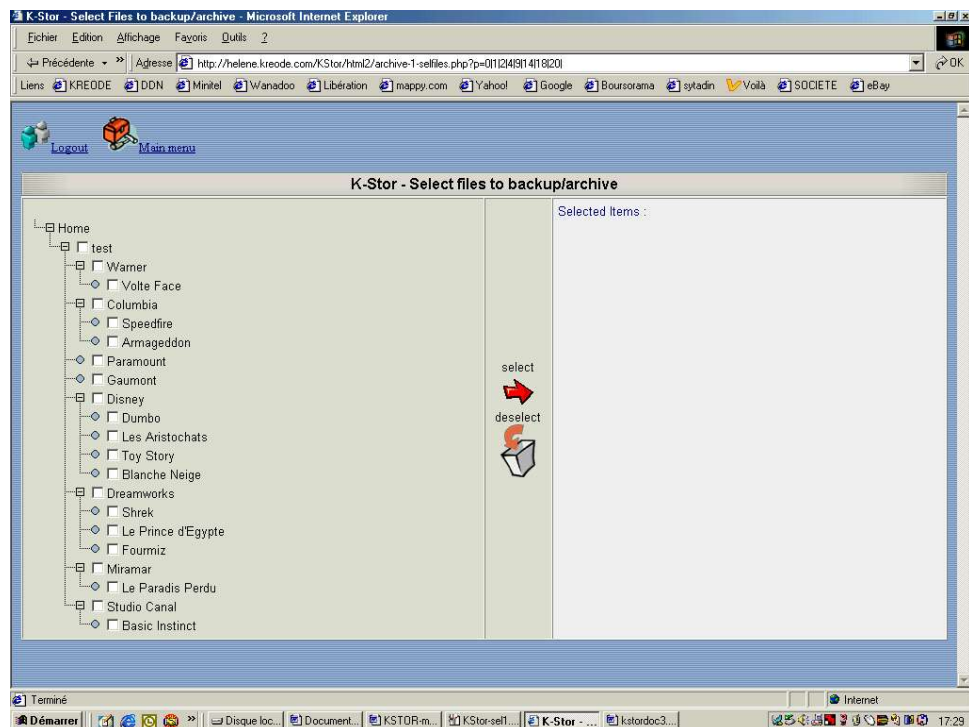 K-Stor - Select Files to backup/archive - Microsoft Internet Explorer
Fichier Edition Affichage Favoris Outils ?
Précédente » Adresse http://helene.kreode.com/KStor/html2/archive-1-selfiles.php?p=0|1|2|4|9|14|18|20| OK
Liens KREODE DDN Minitel Wanadoo Libération mappy.com Yahoo! Google Boursorama sytadin Voilà SOCIETE eBay
Logout Main menu
K-Stor - Select files to backup/archive
Selected Items :
Home
test
Warner
Volte Face
Columbia
Speedfire
Armageddon
Paramount
Gaumont
Disney
Dumbo
Les Aristochats
Toy Story
Blanche Neige
Dreamworks
Shrek
Le Prince d'Egypte
Fourmiz
Miramar
Le Paradis Perdu
Studio Canal
Basic Instinct
select
deselect
Terminé Internet
Démarrer » Disque loc... Document... KSTOR-m... KStor-sel1... K-Stor - ... kstordoc3.... 17:29